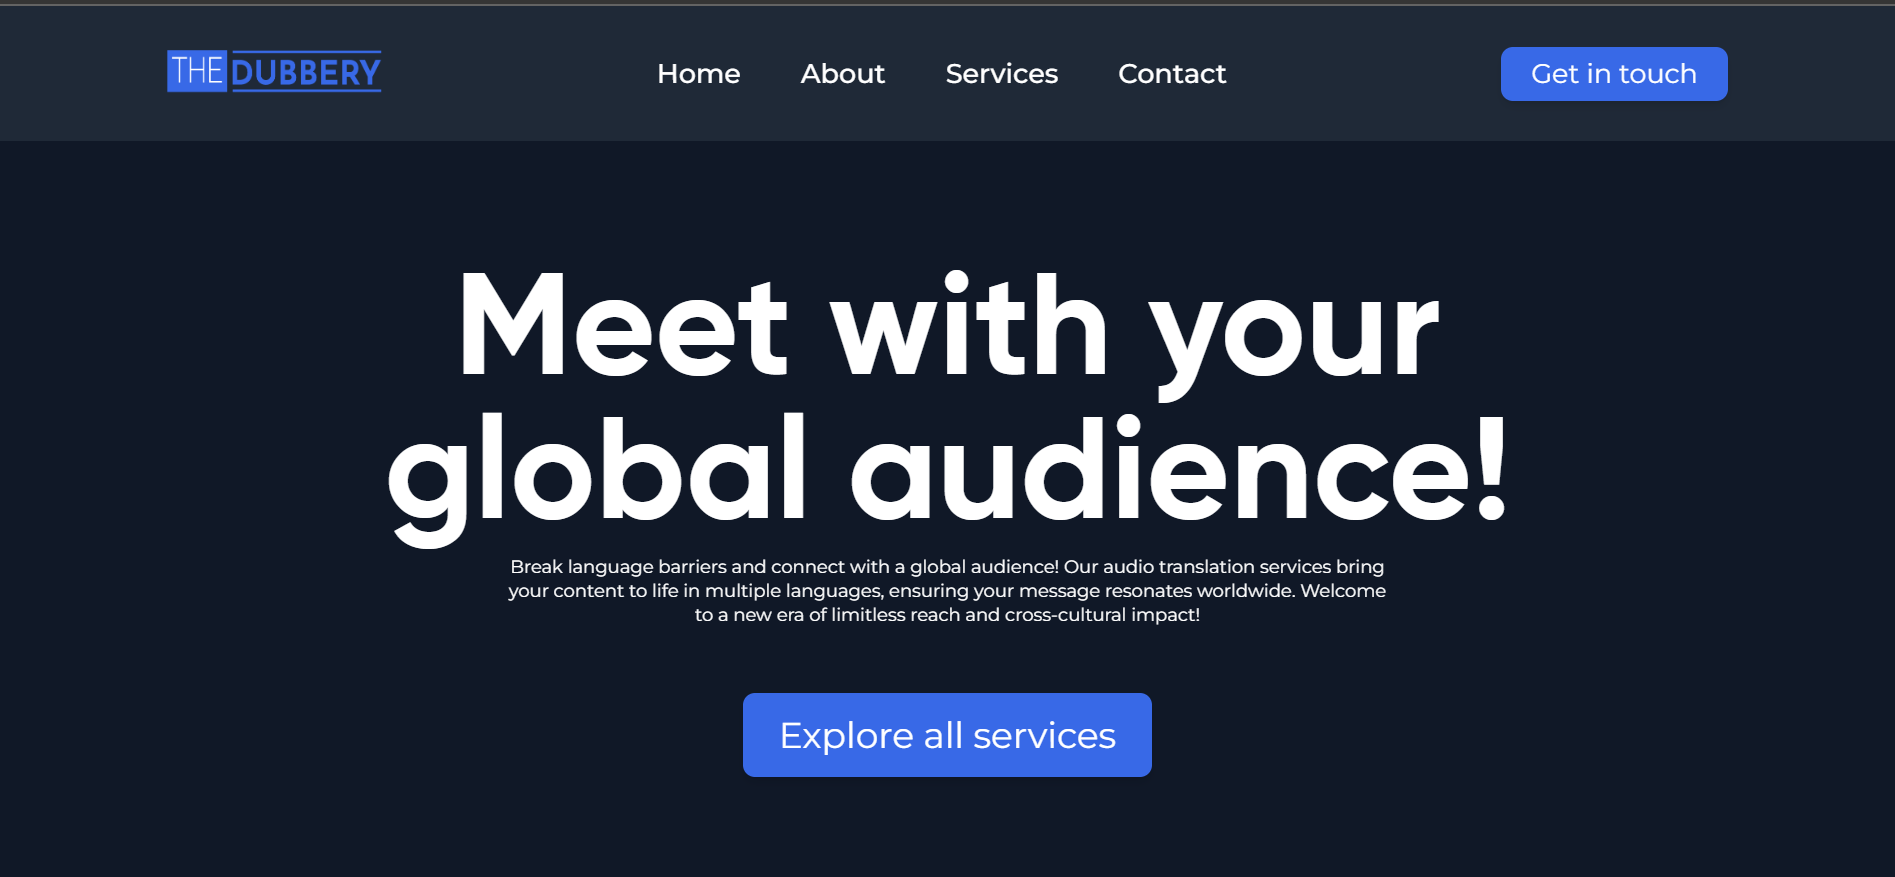 THE DUBBERY
Home About Services Contact
Get in touch
Meet with your
global audience!
Break language barriers and connect with a global audience! Our audio translation services bring
your content to life in multiple languages, ensuring your message resonates worldwide. Welcome
to a new era of limitless reach and cross-cultural impact!
Explore all services